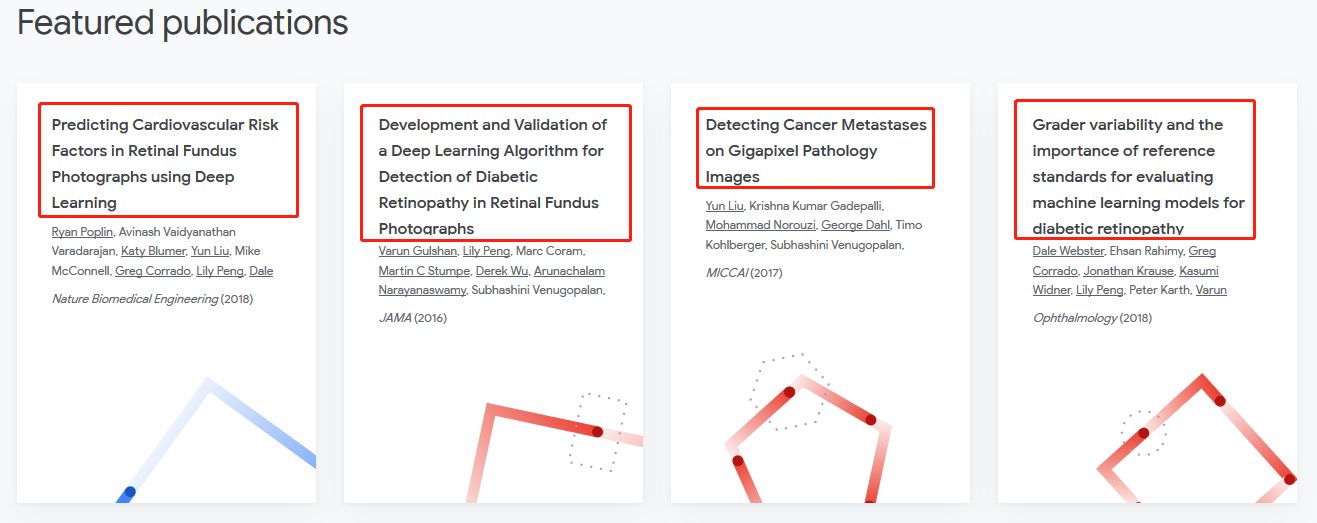 Featured publications
Predicting Cardiovascular Risk
Factors in Retinal Fundus
Photographs using Deep
Learning
Ryan Poplin, Avinash Vaidyanathan
Varadarajan, Katy Blumer, Yun Liu, Mike
McConnell, Greg Corrado, Lily Peng, Dale
Nature Biomedical Engineering (2018)
Development and Validation of
a Deep Learning Algorithm for
Detection of Diabetic
Retinopathy in Retinal Fundus
Photographs
Varun Gulshan, Lily Peng, Marc Coram,
Martin C Stumpe, Derek Wu, Arunachalam
Narayanaswamy, Subhashini Venugopalan,
JAMA (2016)
Detecting Cancer Metastases
on Gigapixel Pathology
Images
Yun Liu, Krishna Kumar Gadepalli,
Mohammad Norouzi, George Dahl, Timo
Kohlberger, Subhashini Venugopalan,
MICCAI (2017)
Grader variability and the
importance of reference
standards for evaluating
machine learning models for
diabetic retinopathy
Dale Webster, Ehsan Rahimy, Greg
Corrado, Jonathan Krause, Kasumi
Widner, Lily Peng, Peter Karth, Varun
Ophthalmology (2018)